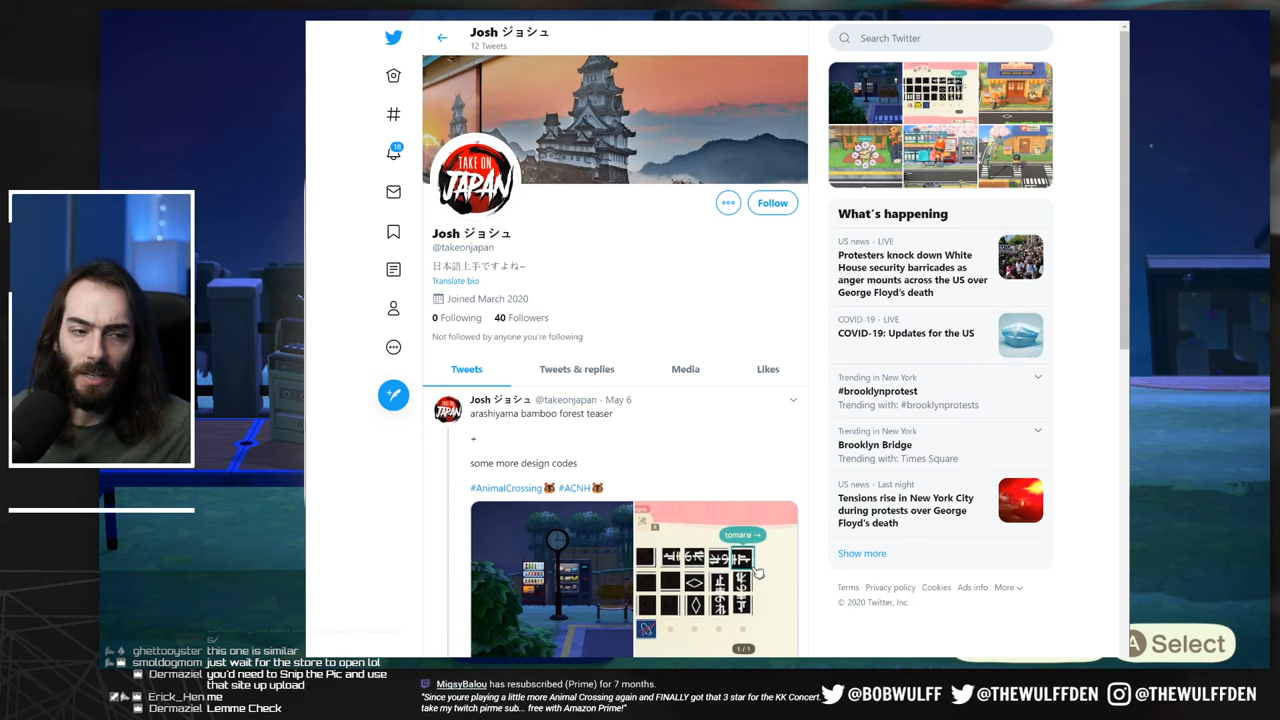 Josh ジョシュ
12 Tweets
TAKE ON
JAPAN
Follow
Josh ジョシュ
@takeonjapan
日本語上手ですよね~
Translate bio
Joined March 2020
0 Following 40 Followers
Not followed by anyone you're following
Tweets Tweets & replies Media Likes
Josh ジョシュ @takeonjapan · May 6
arashiyama bamboo forest teaser
+
some more design codes
#AnimalCrossing #ACNH
tomare →
1 / 1
18
Search Twitter
What's happening
US news · LIVE
Protesters knock down White
House security barricades as
anger mounts across the US over
George Floyd's death
COVID-19 · LIVE
COVID-19: Updates for the US
Trending in New York
#brooklynprotest
Trending with: #brooklynprotests
Trending in New York
Brooklyn Bridge
Trending with: Times Square
US news · Last night
Tensions rise in New York City
during protests over George
Floyd's death
Show more
Terms Privacy policy Cookies Ads info More
© 2020 Twitter, Inc.
A Select
ghettooyster this one is similar
smoldogmom just wait for the store to open lol
Dermaziel you'd need to Snip the Pic and use
that site up upload
Erick_Hen me
Dermaziel Lemme Check
MiqsyBalou has resubscribed (Prime) for 7 months.
"Since youre playing a little more Animal Crossing again and FINALLY got that 3 star for the KK Concert.
take my twitch pirme sub... free with Amazon Prime!"
@BOBWULFF @THEWULFFDEN @THEWULFFDEN